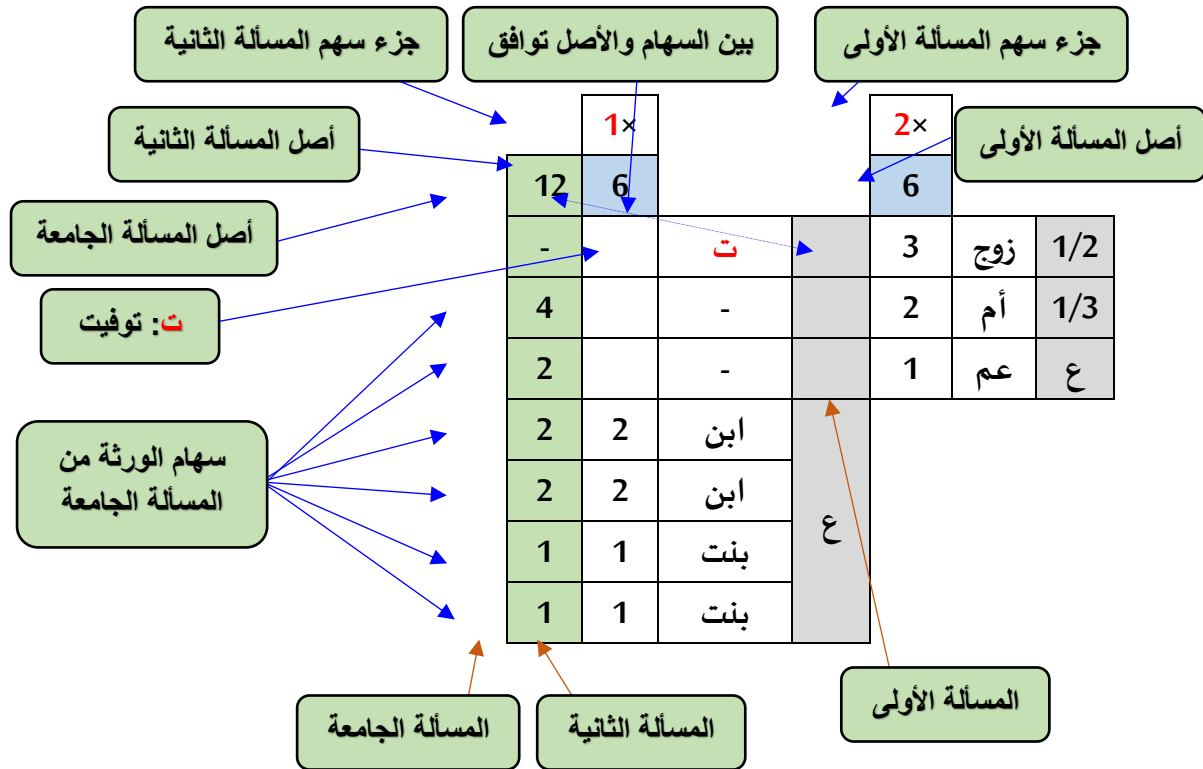 جزء سهم المسألة الأولى
بين السهام والأصل توافق
جزء سهم المسألة الثانية
أصل المسألة الأولى
2×
1×
أصل المسألة الثانية
6
6
12
أصل المسألة الجامعة
1/2
زوج
3
ت
-
1/3
أم
2
-
4
ت: توفيت
ع
عم
1
-
2
ع
ابن
2
2
سهام الورثة من
المسألة الجامعة
ابن
2
2
بنت
1
1
بنت
1
1
المسألة الأولى
المسألة الثانية
المسألة الجامعة